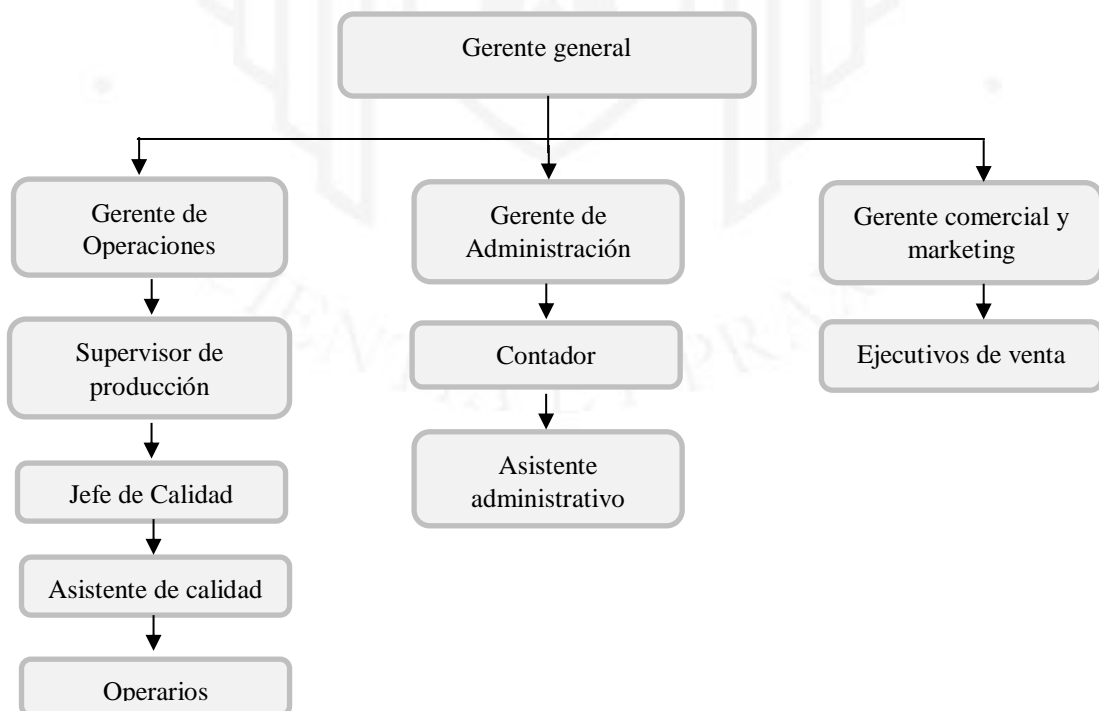 Gerente general
Gerente de
Operaciones
Gerente de
Administración
Gerente comercial y
marketing
Supervisor de
producción
Contador
Ejecutivos de venta
Jefe de Calidad
Asistente
administrativo
Asistente de calidad
Operarios